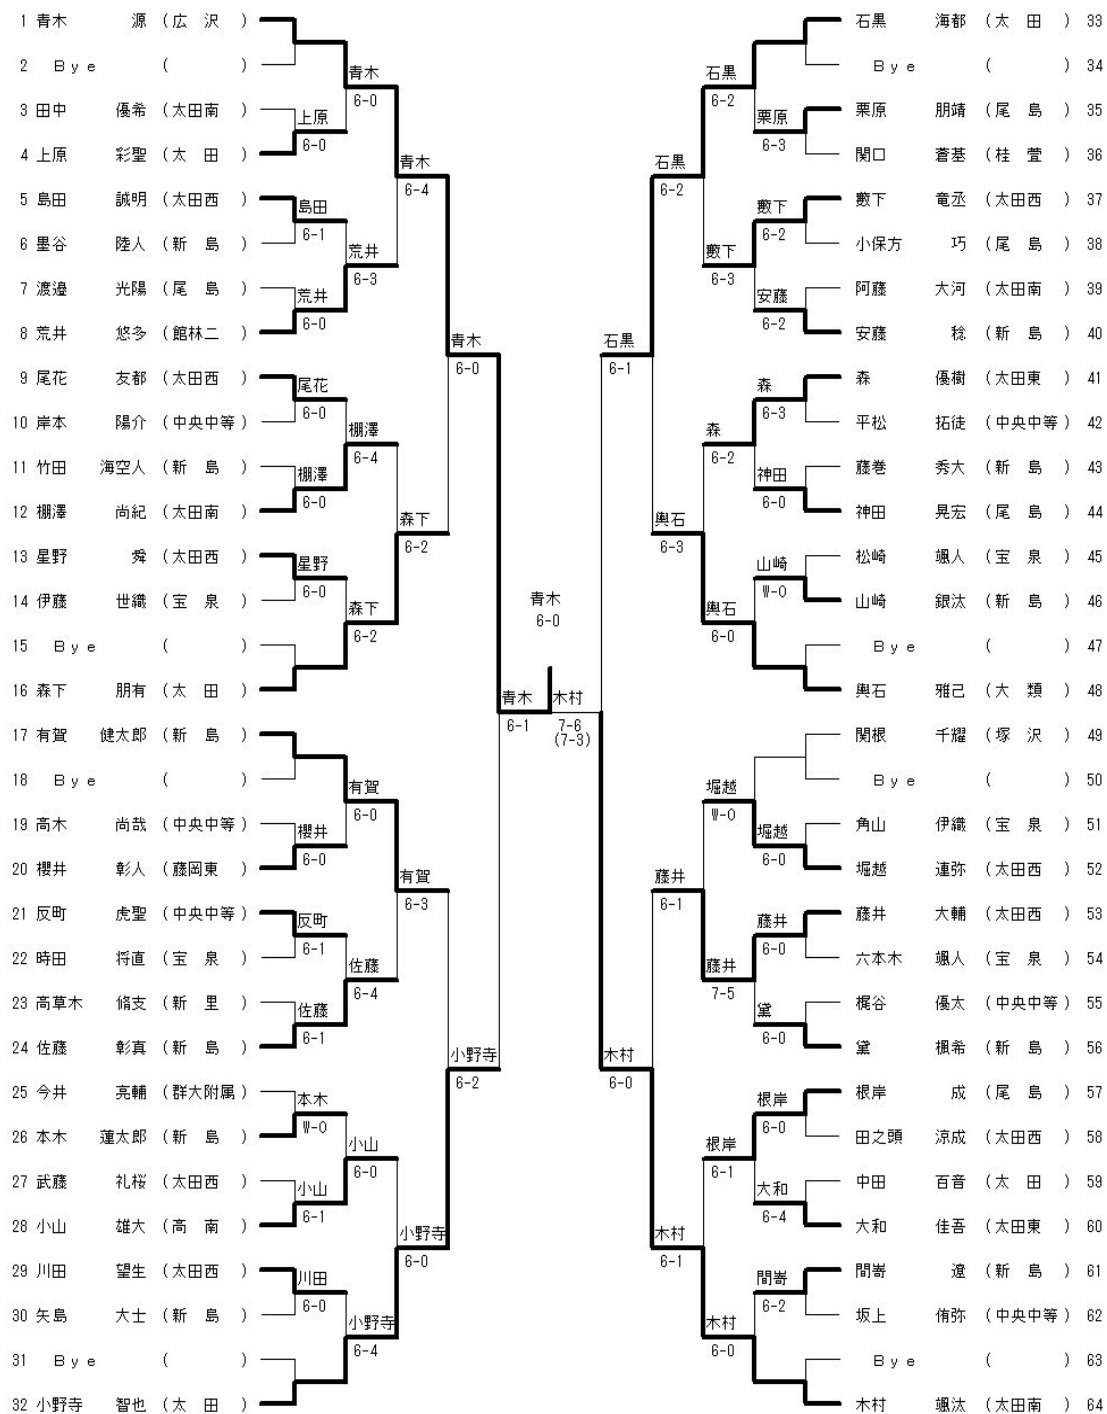 1 青木 源 (広 沢 )
2 Bye ( )
3 田中 優希 (太田南 )
4 上原 彩聖 (太 田 )
5 島田 誠明 (太田西 )
6 墨谷 陸人 (新 島 )
7 渡邉 光陽 (尾 島 )
8 荒井 悠多 (館林二 )
9 尾花 友都 (太田西 )
10 岸本 陽介 (中央中等)
11 竹田 海空人 (新 島 )
12 棚澤 尚紀 (太田南 )
13 星野 舜 (太田西 )
14 伊藤 世織 (宝 泉 )
15 Bye ( )
16 森下 朋有 (太 田 )
17 有賀 健太郎 (新 島 )
18 Bye ( )
19 高木 尚哉 (中央中等)
20 櫻井 彰人 (藤岡東 )
21 反町 虎聖 (中央中等)
22 時田 将直 (宝 泉 )
23 高草木 脩支 (新 里 )
24 佐藤 彰真 (新 島 )
25 今井 亮輔 (群大附属)
26 本木 蓮太郎 (新 島 )
27 武藤 礼桜 (太田西 )
28 小山 雄大 (高 南 )
29 川田 望生 (太田西 )
30 矢島 大士 (新 島 )
31 Bye ( )
32 小野寺 智也 (太 田 )
上原
6-0
島田
6-1
荒井
6-0
尾花
6-0
棚澤
6-0
星野
6-0
櫻井
6-0
反町
6-1
佐藤
6-1
本木
W-0
小山
6-1
川田
6-0
青木
6-0
荒井
6-3
棚澤
6-4
森下
6-2
有賀
6-0
佐藤
6-4
小山
6-0
小野寺
6-4
青木
6-4
森下
6-2
有賀
6-3
小野寺
6-0
青木
6-0
小野寺
6-2
青木
6-1
青木
6-0
木村
7-6
(7-3)
石黒
6-1
木村
6-0
石黒
6-2
輿石
6-3
藤井
6-1
木村
6-1
石黒
6-2
藪下
6-3
森
6-2
輿石
6-0
堀越
W-0
藤井
7-5
根岸
6-1
木村
6-0
栗原
6-3
藪下
6-2
安藤
6-2
森
6-3
神田
6-0
山崎
W-0
堀越
6-0
藤井
6-0
黛
6-0
根岸
6-0
大和
6-4
間嵜
6-2
石黒 海都 (太 田 ) 33
Bye ( ) 34
栗原 朋靖 (尾 島 ) 35
関口 蒼基 (桂 萱 ) 36
藪下 竜丞 (太田西 ) 37
小保方 巧 (尾 島 ) 38
阿藤 大河 (太田南 ) 39
安藤 稔 (新 島 ) 40
森 優樹 (太田東 ) 41
平松 拓徒 (中央中等) 42
藤巻 秀大 (新 島 ) 43
神田 晃宏 (尾 島 ) 44
松崎 颯人 (宝 泉 ) 45
山崎 銀汰 (新 島 ) 46
Bye ( ) 47
輿石 雅己 (大 類 ) 48
関根 千耀 (塚 沢 ) 49
Bye ( ) 50
角山 伊織 (宝 泉 ) 51
堀越 連弥 (太田西 ) 52
藤井 大輔 (太田西 ) 53
六本木 颯人 (宝 泉 ) 54
梶谷 優太 (中央中等) 55
黛 楓希 (新 島 ) 56
根岸 成 (尾 島 ) 57
田之頭 涼成 (太田西 ) 58
中田 百音 (太 田 ) 59
大和 佳吾 (太田東 ) 60
間嵜 遼 (新 島 ) 61
坂上 侑弥 (中央中等) 62
Bye ( ) 63
木村 颯汰 (太田南 ) 64